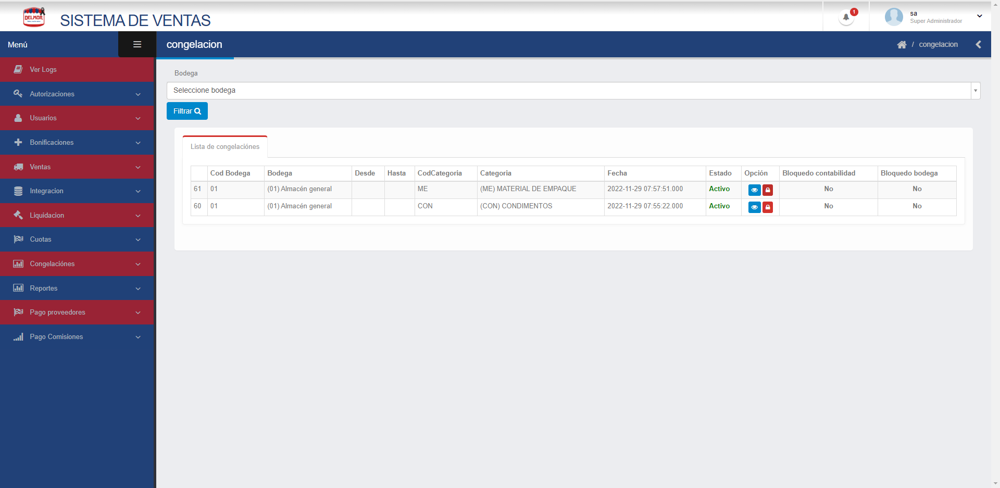 DELMOR
SISTEMA DE VENTAS
1
sa
Super Administrador
Menú
congelacion
/ congelacion
Ver Logs
Autorizaciones
Usuarios
Bonificaciones
Ventas
Integracion
Liquidacion
Cuotas
Congelaciónes
Reportes
Pago proveedores
Pago Comisiones
Bodega
Seleccione bodega
Filtrar
Lista de congelaciónes
Cod Bodega Bodega Desde Hasta CodCategoria Categoria Fecha Estado Opción Bloquedo contabilidad Bloquedo bodega
61 01 (01) Almacén general ME (ME) MATERIAL DE EMPAQUE 2022-11-29 07:57:51.000 Activo No No
60 01 (01) Almacén general CON (CON) CONDIMENTOS 2022-11-29 07:55:22.000 Activo No No